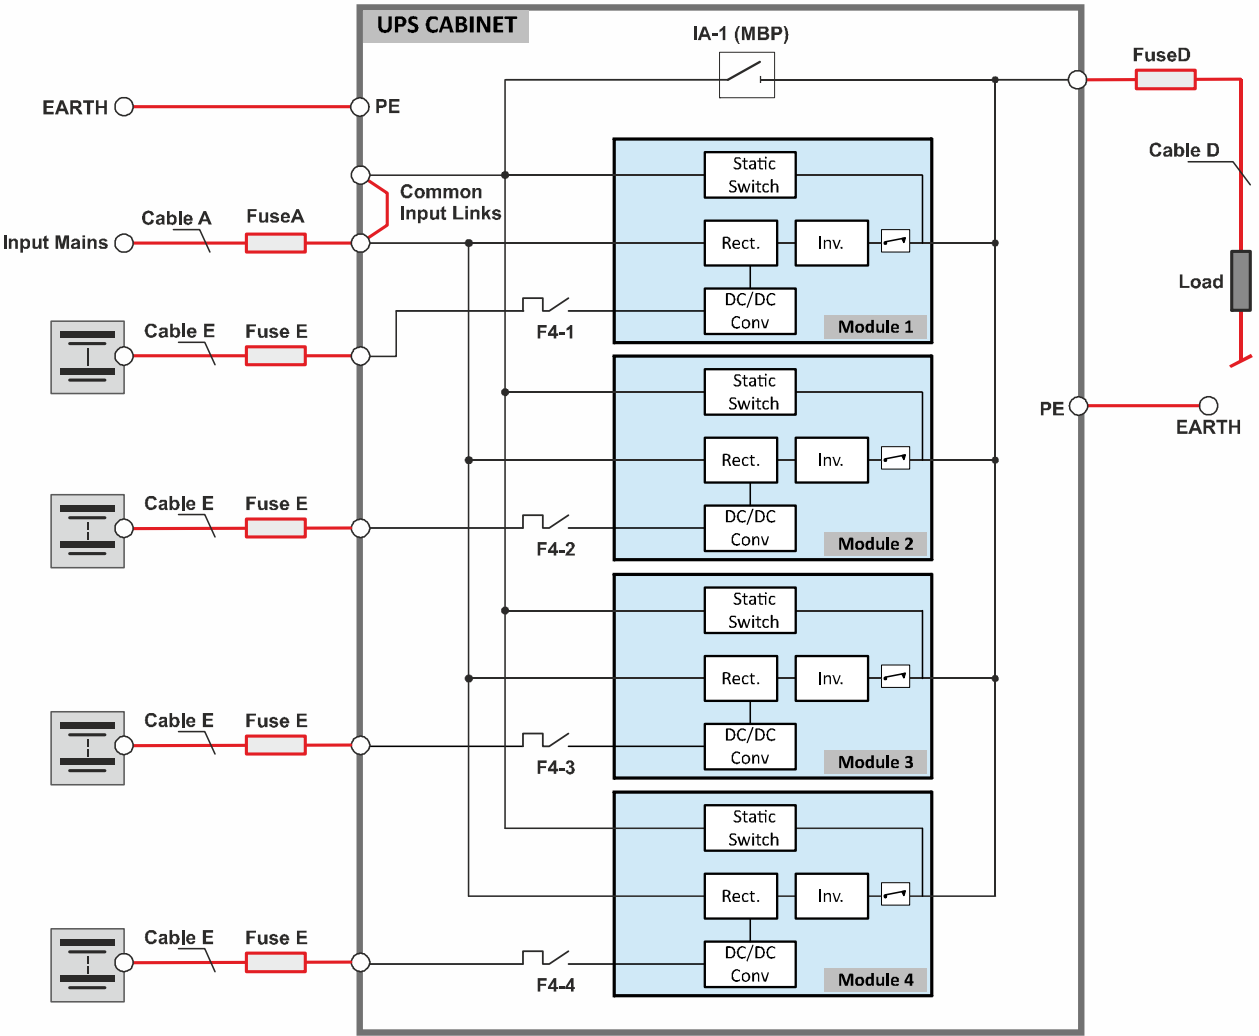 UPS CABINET
IA-1 (MBP)
FuseD
EARTH
PE
Cable D
Static
Switch
Common
Input Links
Cable A
FuseA
Input Mains
Rect.
Inv.
Load
DC/DC
Conv
Cable E
Fuse E
F4-1
Module 1
Static
Switch
PE
EARTH
Rect.
Inv.
Cable E
Fuse E
DC/DC
Conv
F4-2
Module 2
Static
Switch
Rect.
Inv.
Cable E
Fuse E
DC/DC
Conv
F4-3
Module 3
Static
Switch
Rect.
Inv.
Cable E
Fuse E
DC/DC
Conv
F4-4
Module 4